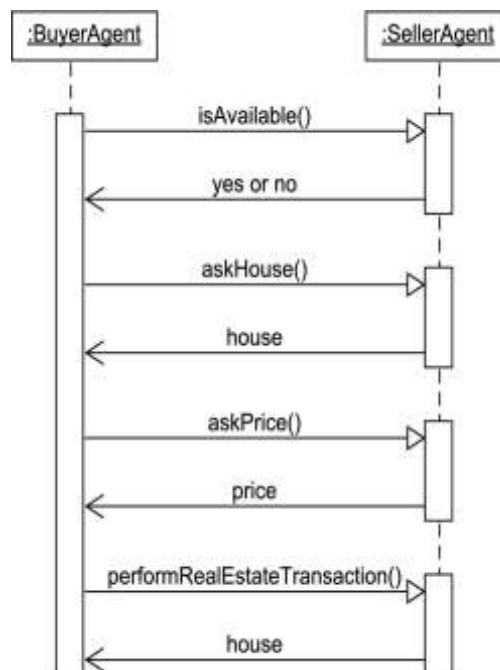 :BuyerAgent
:SellerAgent
isAvailable()
yes or no
askHouse()
house
askPrice()
price
performRealEstateTransaction()
house